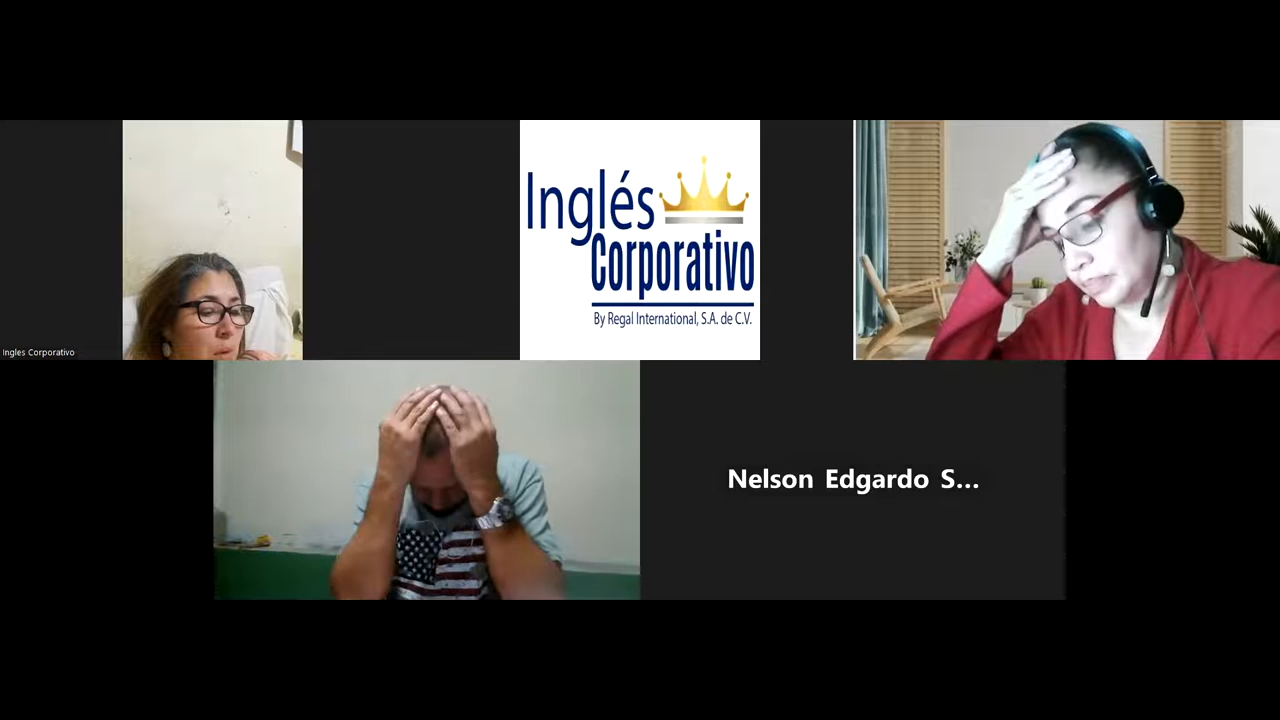 Inglés
Corporativo
By Regal International, S.A. de C.V.
Ingles Corporativo
Nelson Edgardo S...